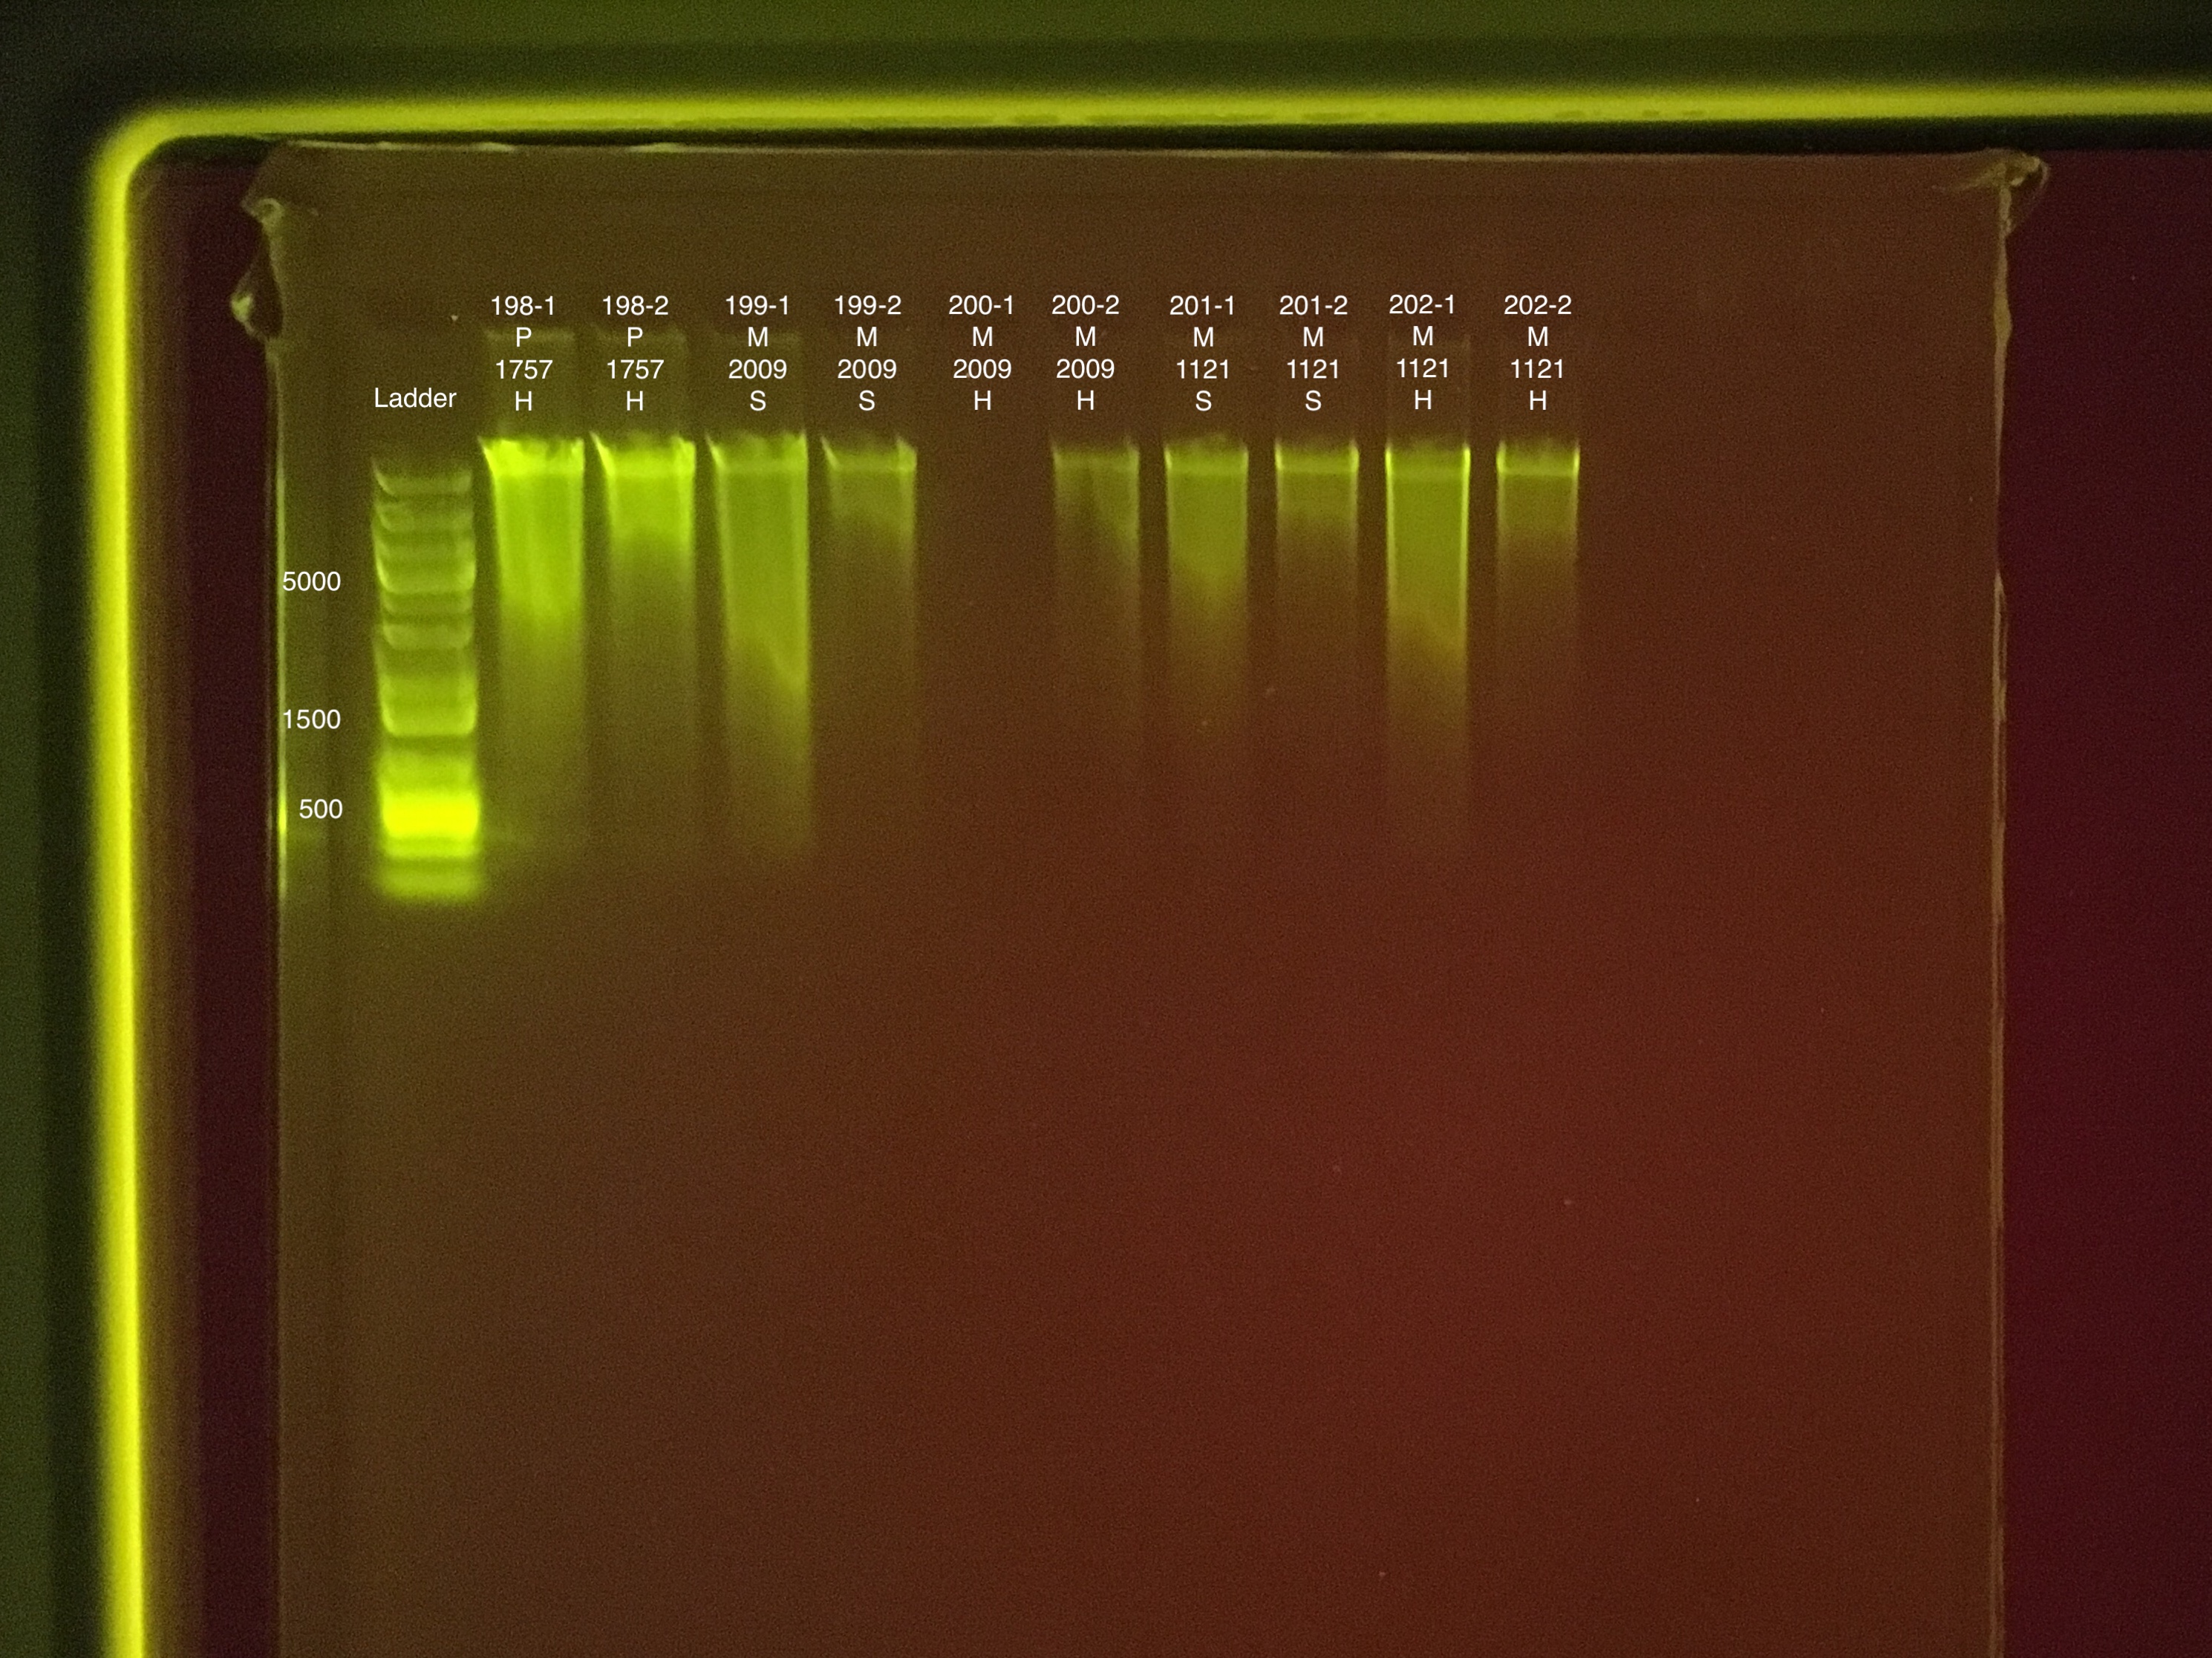 198-1 198-2 199-1 199-2 200-1 200-2 201-1 201-2 202-1 202-2
P P M M M M M M M M
1757 1757 2009 2009 2009 2009 1121 1121 1121 1121
Ladder H H S S H H S S H H
5000
1500
500